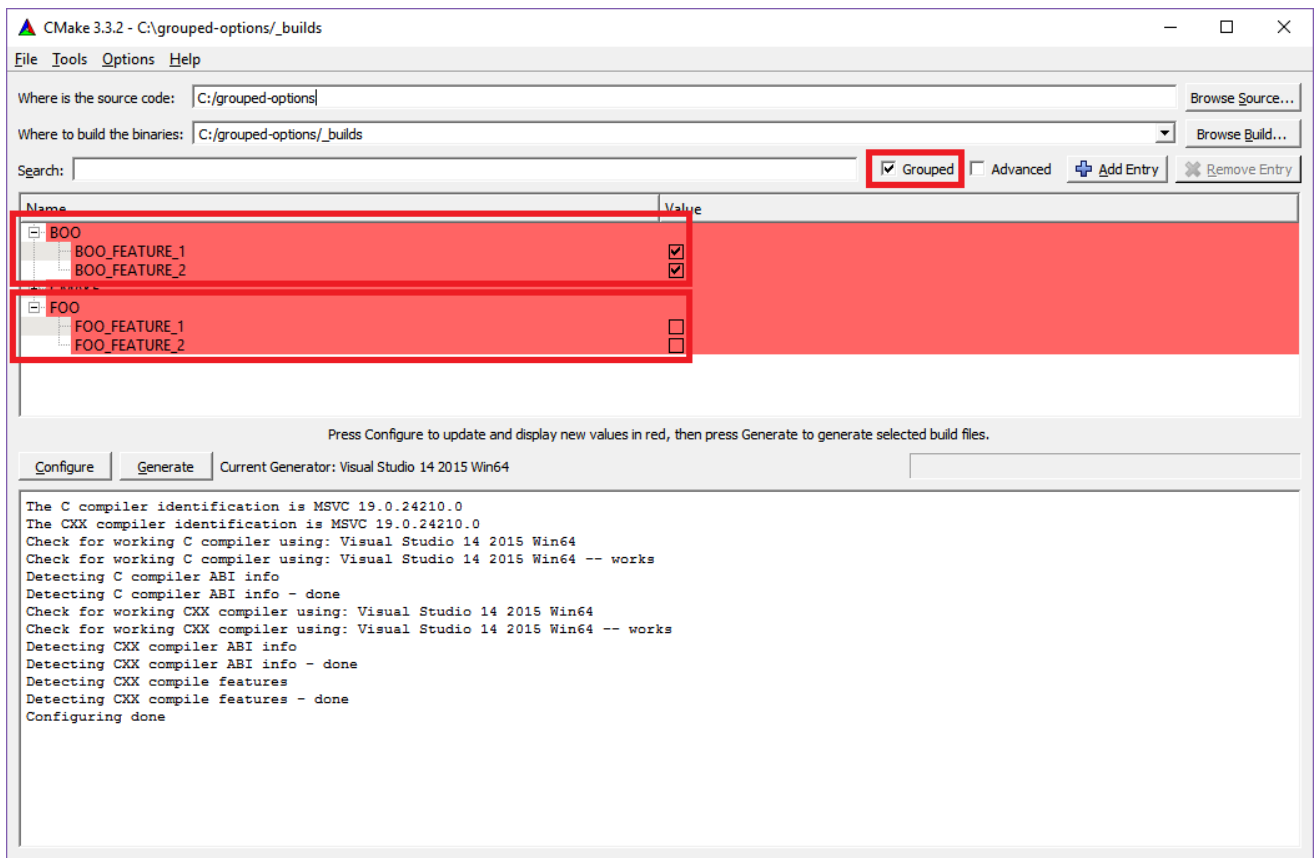 CMake 3.3.2 - C:\grouped-options/_builds
File Tools Options Help
Where is the source code: C:/grouped-options
Browse Source...
Where to build the binaries: C:/grouped-options/_builds
Browse Build...
Search:
Grouped
Advanced
Add Entry
Remove Entry
Name Value
BOO
BOO_FEATURE_1
BOO_FEATURE_2
FOO
FOO_FEATURE_1
FOO_FEATURE_2
Press Configure to update and display new values in red, then press Generate to generate selected build files.
Configure Generate Current Generator: Visual Studio 14 2015 Win64
The C compiler identification is MSVC 19.0.24210.0
The CXX compiler identification is MSVC 19.0.24210.0
Check for working C compiler using: Visual Studio 14 2015 Win64
Check for working C compiler using: Visual Studio 14 2015 Win64 -- works
Detecting C compiler ABI info
Detecting C compiler ABI info - done
Check for working CXX compiler using: Visual Studio 14 2015 Win64
Check for working CXX compiler using: Visual Studio 14 2015 Win64 -- works
Detecting CXX compiler ABI info
Detecting CXX compiler ABI info - done
Detecting CXX compile features
Detecting CXX compile features - done
Configuring done